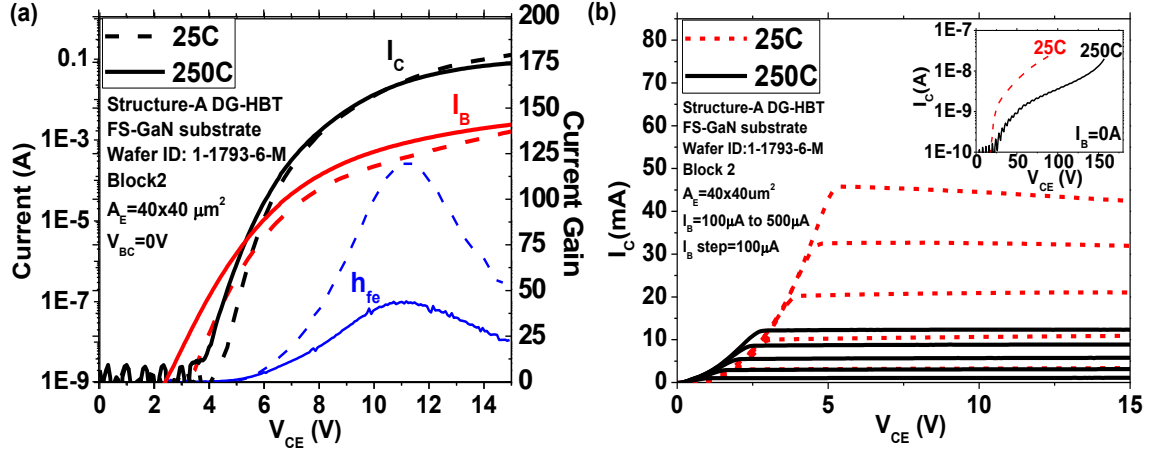 (a)
25C
250C
Structure-A DG-HBT
FS-GaN substrate
Wafer ID: 1-1793-6-M
Block2
A_E=40x40 μm²
V_BC=0V
I_C
I_B
h_fe
0.1
1E-3
1E-5
1E-7
1E-9
Current (A)
200
175
150
125
100
75
50
25
0
Currrent Gain
0 2 4 6 8 10 12 14
V_CE (V)
(b)
25C
250C
Structure-A DG-HBT
FS-GaN substrate
Wafer ID:1-1793-6-M
Block 2
A_E=40x40um²
I_B=100μA to 500μA
I_B step=100μA
80
70
60
50
40
30
20
10
0
I_C(mA)
0 5 10 15
V_CE (V)
1E-7
1E-8
1E-9
1E-10
I_C(A)
25C
250C
I_B=0A
0 50 100 150
V_CE (V)